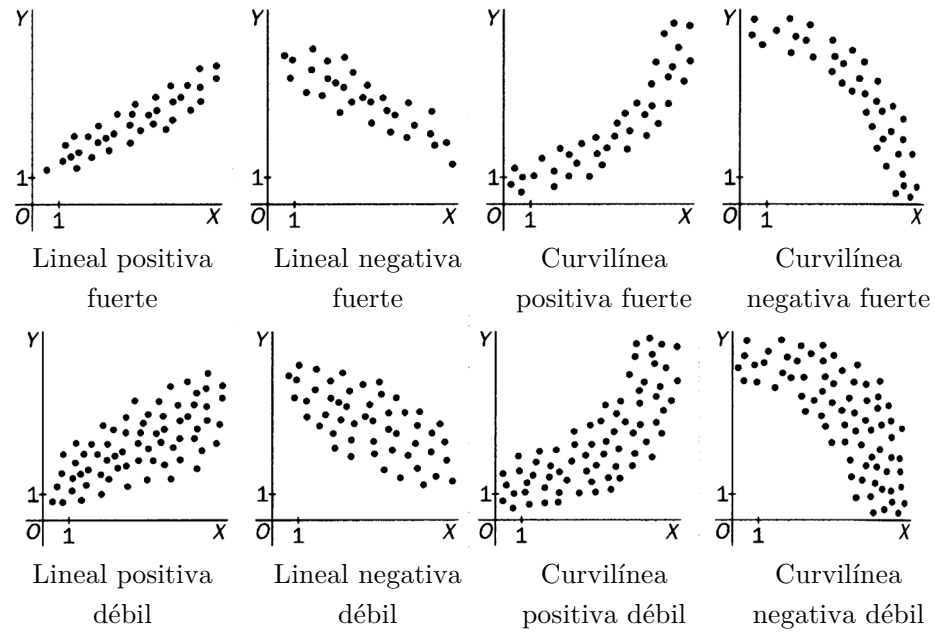 Y Y Y Y
1 1 1 1
O 1 X O 1 X O 1 X O 1 X
Lineal positiva Lineal negativa Curvilínea Curvilínea
fuerte fuerte positiva fuerte negativa fuerte
Y Y Y Y
1 1 1 1
O 1 X O 1 X O 1 X O 1 X
Lineal positiva Lineal negativa Curvilínea Curvilínea
débil débil positiva débil negativa débil